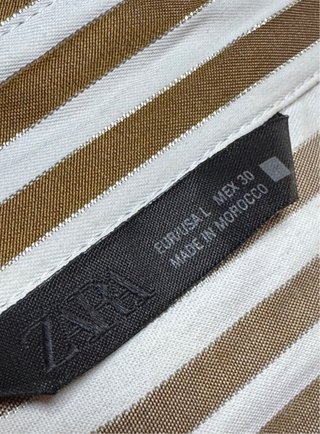 ZARA
EUR/USA L MEX 30
MADE IN MOROCCO